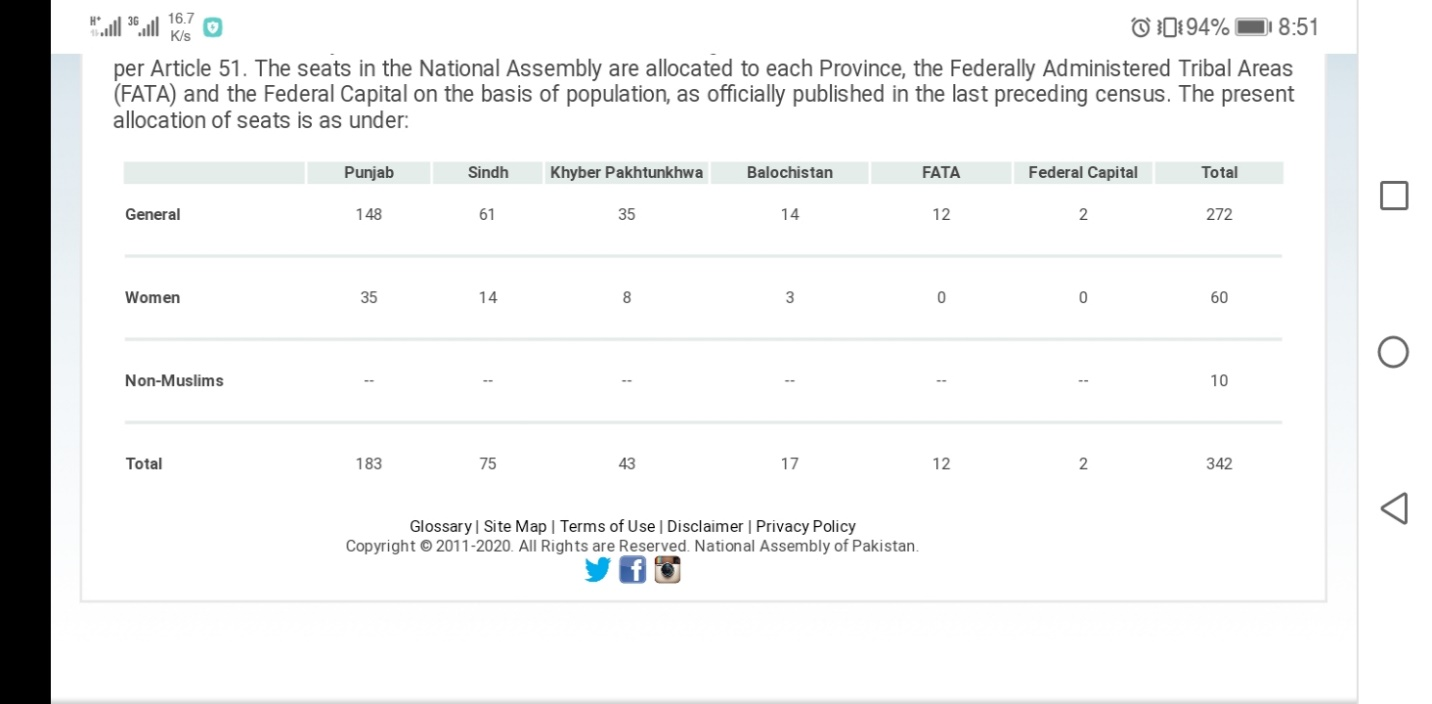 H+ 3G 16.7 K/s 94% 8:51
per Article 51. The seats in the National Assembly are allocated to each Province, the Federally Administered Tribal Areas
(FATA) and the Federal Capital on the basis of population, as officially published in the last preceding census. The present
allocation of seats is as under:
Punjab Sindh Khyber Pakhtunkhwa Balochistan FATA Federal Capital Total
General 148 61 35 14 12 2 272
Women 35 14 8 3 0 0 60
Non-Muslims -- -- -- -- -- -- 10
Total 183 75 43 17 12 2 342
Glossary | Site Map | Terms of Use | Disclaimer | Privacy Policy
Copyright © 2011-2020. All Rights are Reserved. National Assembly of Pakistan.